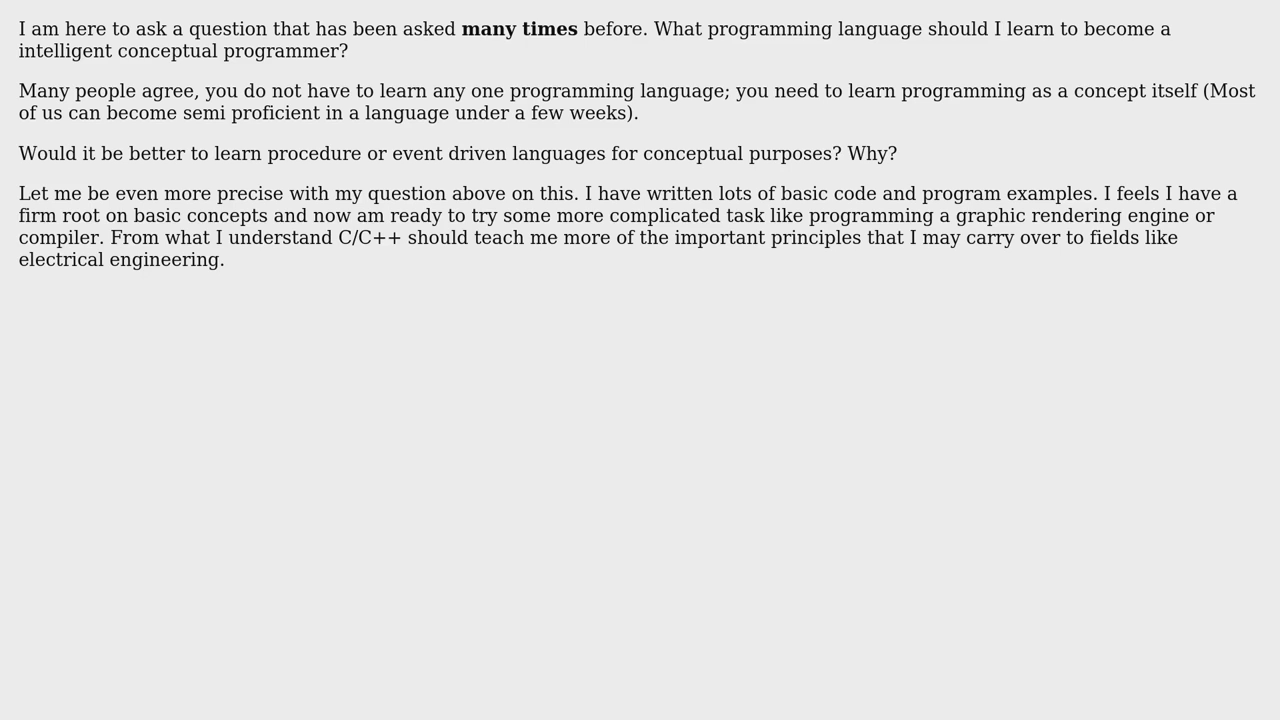 I am here to ask a question that has been asked many times before. What programming language should I learn to become a
intelligent conceptual programmer?
Many people agree, you do not have to learn any one programming language; you need to learn programming as a concept itself (Most
of us can become semi proficient in a language under a few weeks).
Would it be better to learn procedure or event driven languages for conceptual purposes? Why?
Let me be even more precise with my question above on this. I have written lots of basic code and program examples. I feels I have a
firm root on basic concepts and now am ready to try some more complicated task like programming a graphic rendering engine or
compiler. From what I understand C/C++ should teach me more of the important principles that I may carry over to fields like
electrical engineering.